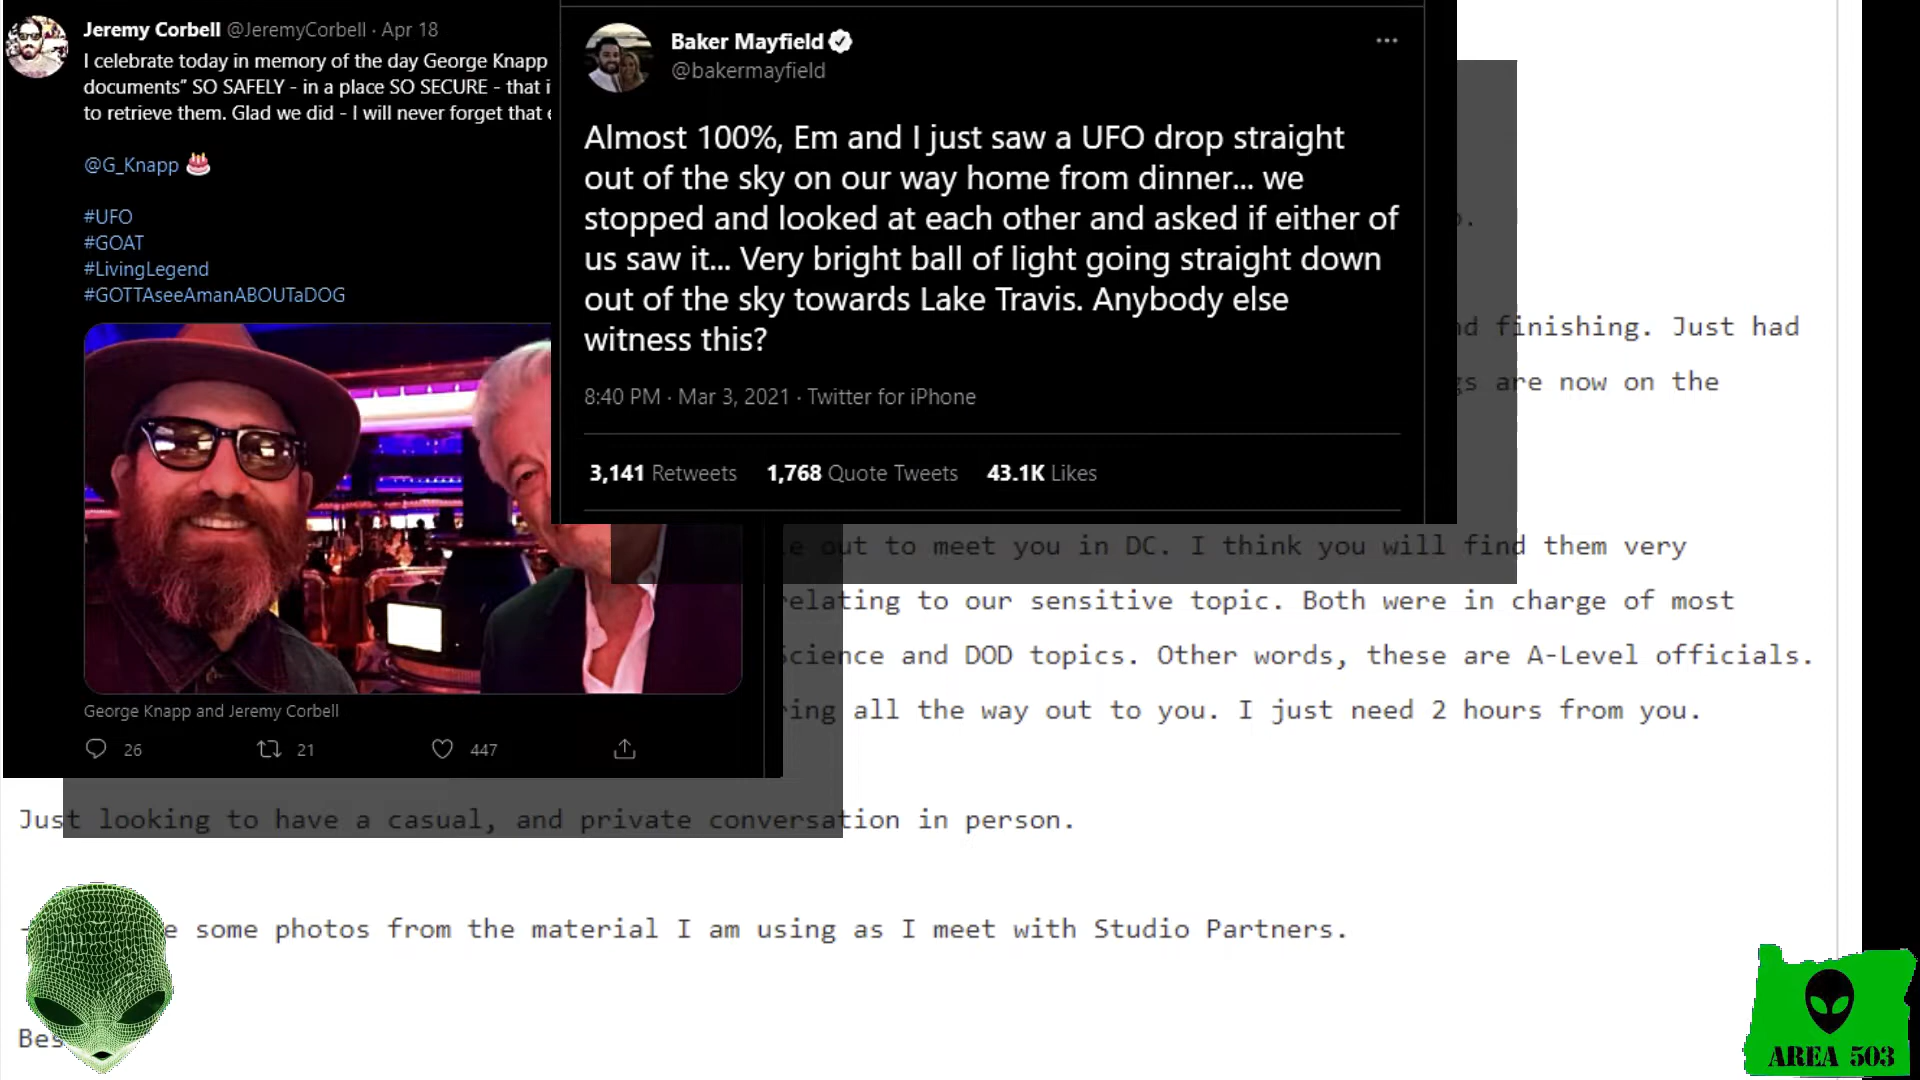 Jeremy Corbell @JeremyCorbell · Apr 18
I celebrate today in memory of the day George Knapp
documents” SO SAFELY - in a place SO SECURE - that
to retrieve them. Glad we did - I will never forget that
@G_Knapp 🎂
#UFO
#GOAT
#LivingLegend
#GOTTAseeAmanABOUTaDOG
George Knapp and Jeremy Corbell
26 21 447
Baker Mayfield
@bakermayfield
Almost 100%, Em and I just saw a UFO drop straight
out of the sky on our way home from dinner... we
stopped and looked at each other and asked if either of
us saw it... Very bright ball of light going straight down
out of the sky towards Lake Travis. Anybody else
witness this?
8:40 PM · Mar 3, 2021 · Twitter for iPhone
3,141 Retweets 1,768 Quote Tweets 43.1K Likes
finishing. Just had
are now on the
out to meet you in DC. I think you will find them very
relating to our sensitive topic. Both were in charge of most
Science and DOD topics. Other words, these are A-Level officials.
all the way out to you. I just need 2 hours from you.
Just looking to have a casual, and private conversation in person.
some photos from the material I am using as I meet with Studio Partners.
AREA 503